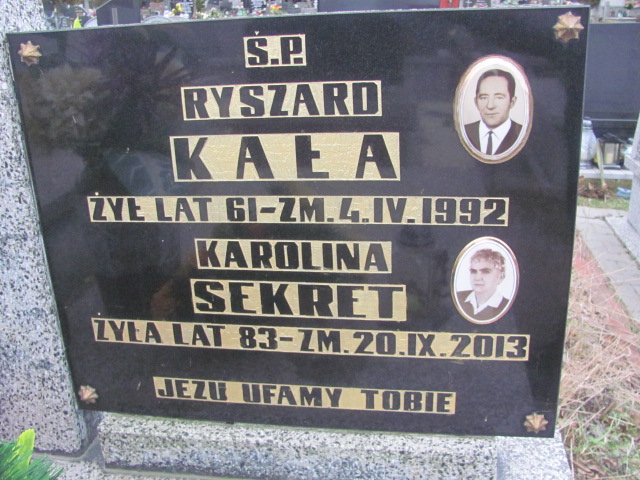 Ś.P.
RYSZARD
KAŁA
ŻYŁ LAT 61-ZM. 4.IV.1992
KAROLINA
SEKRET
ŻYŁA LAT 83-ZM. 20.IX.2013
JEZU UFAMY TOBIE